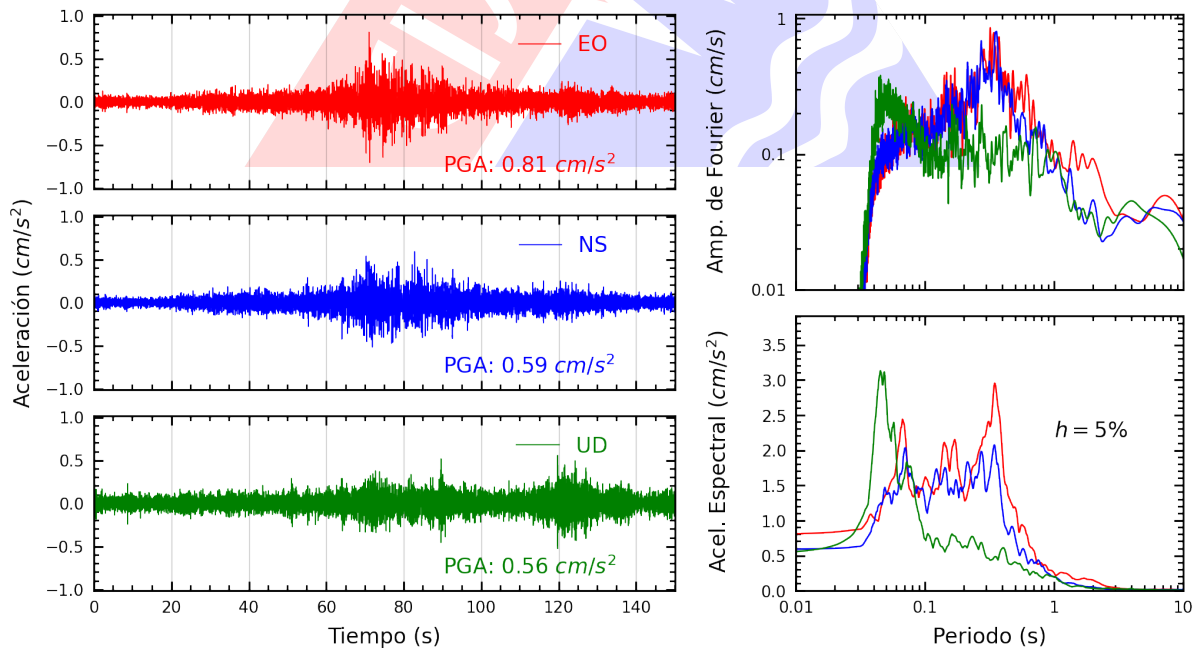 Aceleración (cm/s²)
1.0
0.5
0.0
−0.5
−1.0
EO
PGA: 0.81 cm/s²
1.0
0.5
0.0
−0.5
−1.0
NS
PGA: 0.59 cm/s²
1.0
0.5
0.0
−0.5
−1.0
UD
PGA: 0.56 cm/s²
0 20 40 60 80 100 120 140
Tiempo (s)
Amp. de Fourier (cm/s)
1
0.1
0.01
Acel. Espectral (cm/s²)
3.5
3.0
2.5
2.0
1.5
1.0
0.5
0.0
h = 5%
0.01 0.1 1 10
Periodo (s)